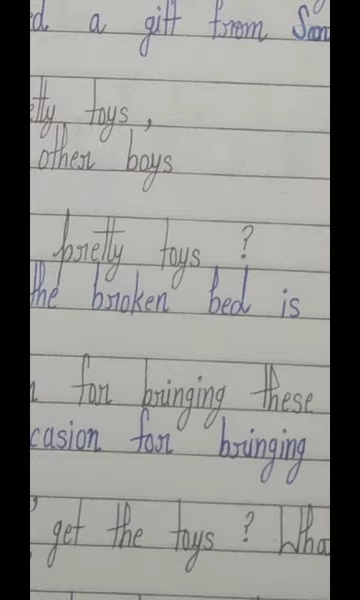 a gift from
toys,
other boys
pretty toys ?
the broken bed is
for bringing these
casion for bringing
get the toys ? Wha